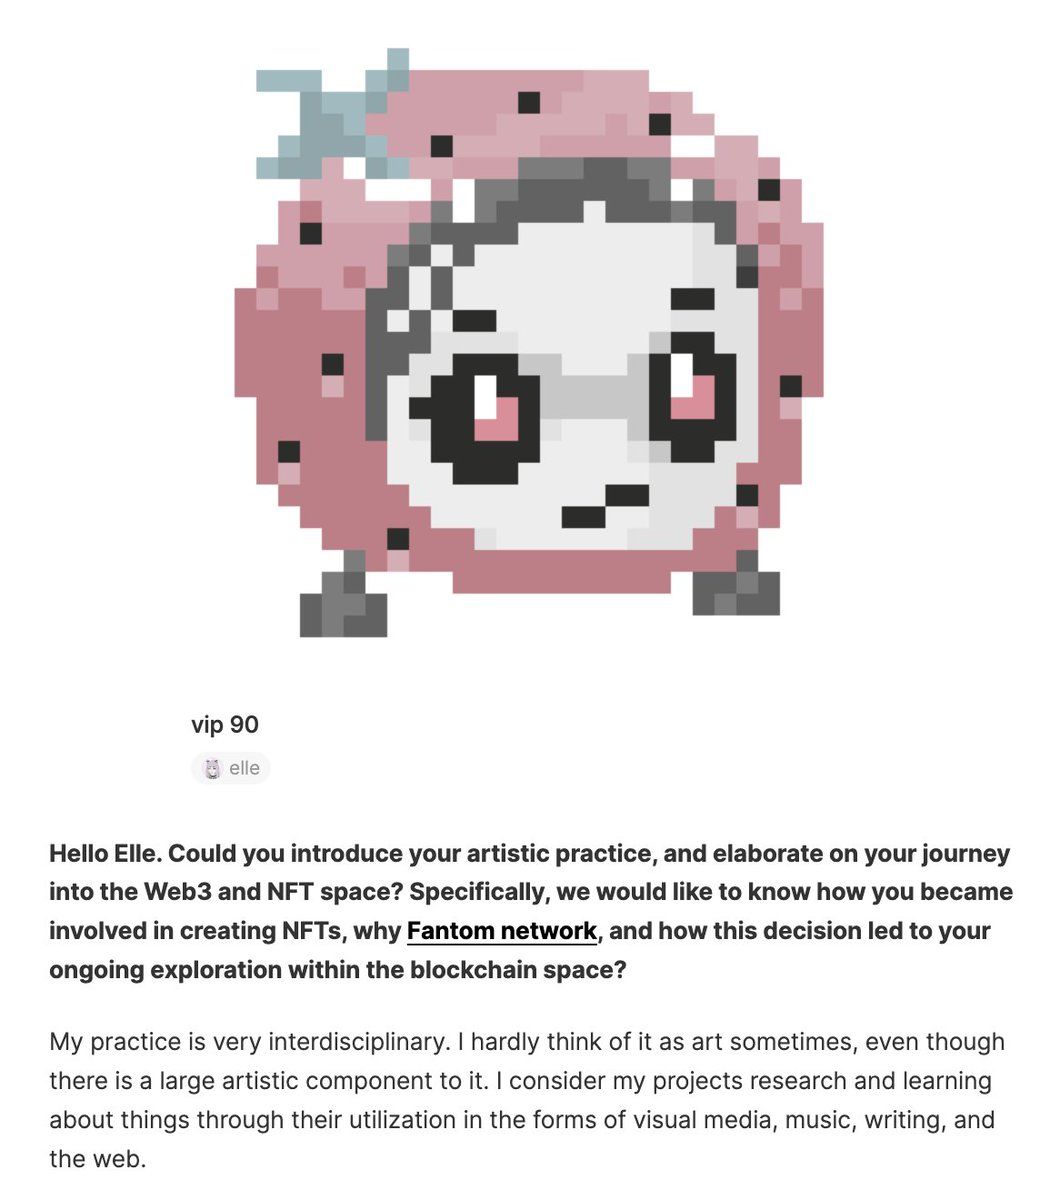 vip 90
elle
Hello Elle. Could you introduce your artistic practice, and elaborate on your journey
into the Web3 and NFT space? Specifically, we would like to know how you became
involved in creating NFTs, why Fantom network, and how this decision led to your
ongoing exploration within the blockchain space?
My practice is very interdisciplinary. I hardly think of it as art sometimes, even though
there is a large artistic component to it. I consider my projects research and learning
about things through their utilization in the forms of visual media, music, writing, and
the web.